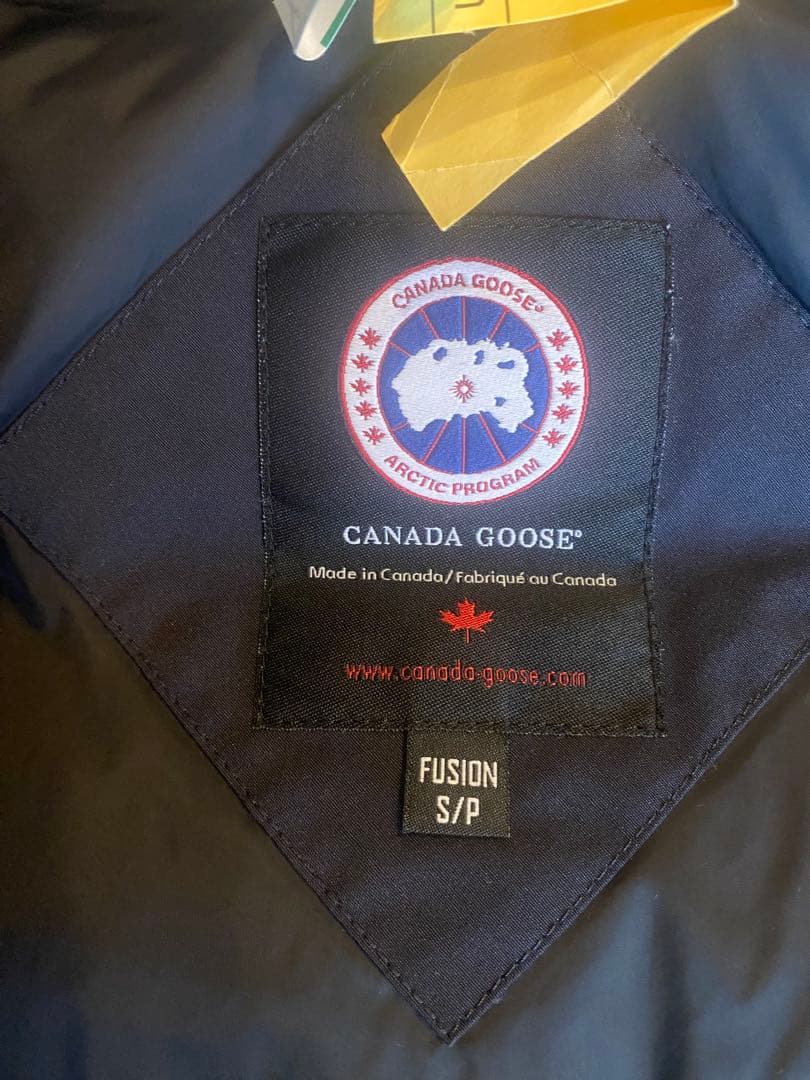 CANADA GOOSE®
ARCTIC PROGRAM
CANADA GOOSE®
Made in Canada/Fabriqué au Canada
www.canada-goose.com
FUSION
S/P